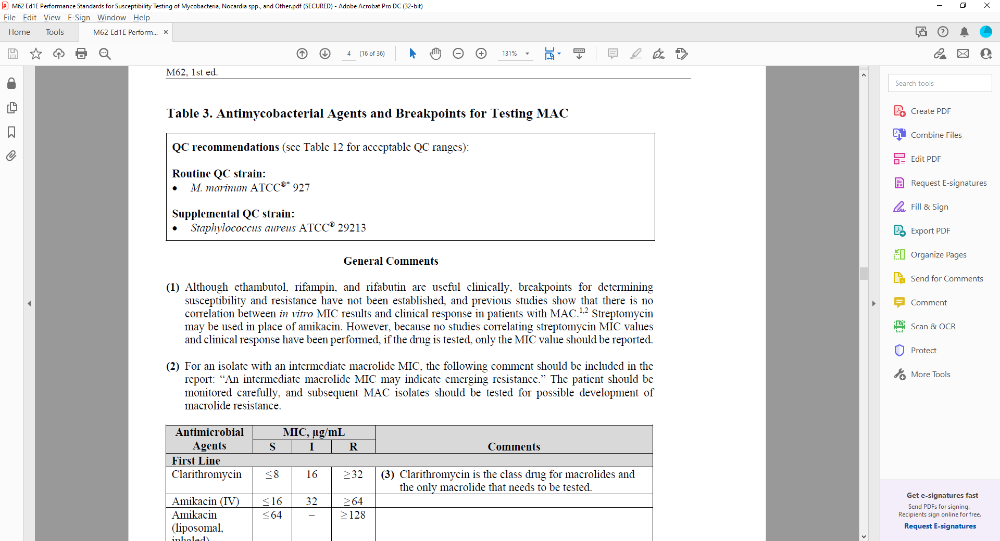 M62 Ed1E Performance Standards for Susceptibility Testing of Mycobacteria, Nocardia spp., and Other.pdf (SECURED) - Adobe Acrobat Pro DC (32-bit)
File Edit View E-Sign Window Help
Home Tools M62 Ed1E Perform... ×
4 (16 of 36) 131%
M62, 1st ed.
Table 3. Antimycobacterial Agents and Breakpoints for Testing MAC
QC recommendations (see Table 12 for acceptable QC ranges):
Routine QC strain:
• M. marinum ATCC®* 927
Supplemental QC strain:
• Staphylococcus aureus ATCC® 29213
General Comments
(1) Although ethambutol, rifampin, and rifabutin are useful clinically, breakpoints for determining
susceptibility and resistance have not been established, and previous studies show that there is no
correlation between in vitro MIC results and clinical response in patients with MAC.1,2 Streptomycin
may be used in place of amikacin. However, because no studies correlating streptomycin MIC values
and clinical response have been performed, if the drug is tested, only the MIC value should be reported.
(2) For an isolate with an intermediate macrolide MIC, the following comment should be included in the
report: “An intermediate macrolide MIC may indicate emerging resistance.” The patient should be
monitored carefully, and subsequent MAC isolates should be tested for possible development of
macrolide resistance.
Antimicrobial Agents MIC, µg/mL Comments
S I R
First Line
Clarithromycin ≤8 16 ≥32 (3) Clarithromycin is the class drug for macrolides and
the only macrolide that needs to be tested.
Amikacin (IV) ≤16 32 ≥64
Amikacin ≤64 – ≥128
(liposomal,
inhaled)
Search tools
Create PDF
Combine Files
Edit PDF
Request E-signatures
Fill & Sign
Export PDF
Organize Pages
Send for Comments
Comment
Scan & OCR
Protect
More Tools
Get e-signatures fast
Send PDFs for signing.
Recipients sign online for free.
Request E-signatures